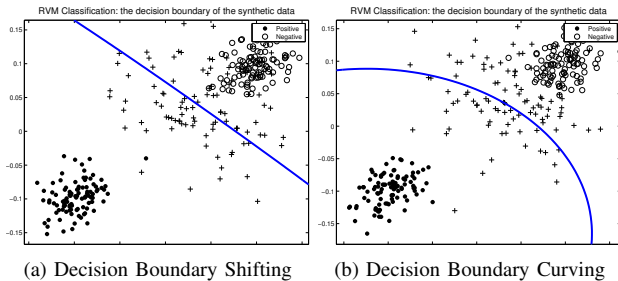 RVM Classification: the decision boundary of the synthetic data
Positive
Negative
0.15
0.1
0.05
0
-0.05
-0.1
-0.15
(a) Decision Boundary Shifting
RVM Classification: the decision boundary of the synthetic data
Positive
Negative
0.15
0.1
0.05
0
-0.05
-0.1
-0.15
(b) Decision Boundary Curving